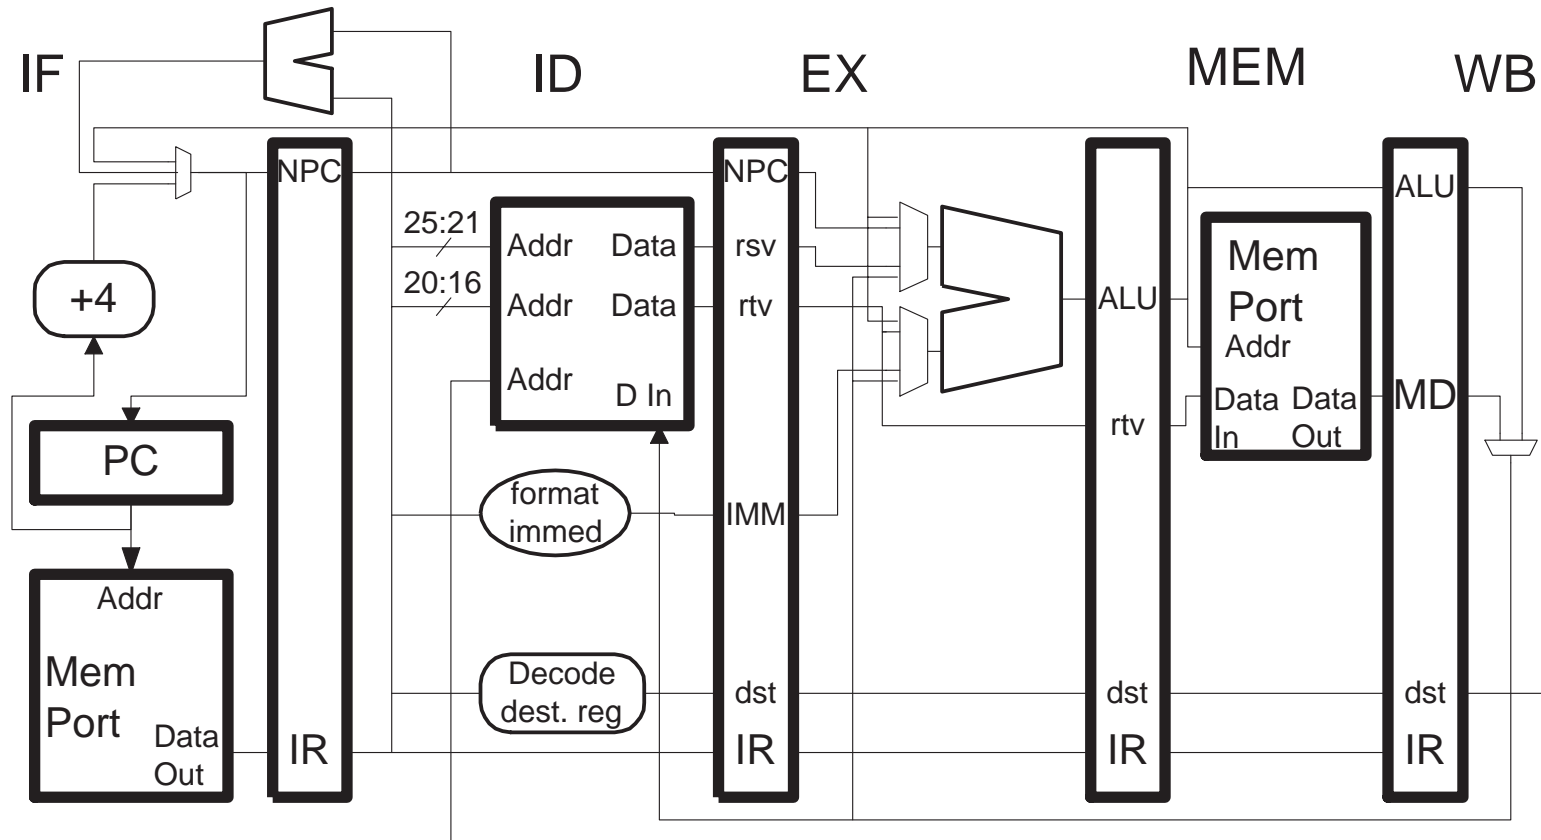 IF
ID
EX
MEM
WB
NPC
NPC
ALU
25:21
Addr
Data
rsv
Mem
Port
Addr
20:16
Addr
Data
rtv
ALU
+4
Addr
D In
MD
Data
In
Data
Out
rtv
PC
format
immed
IMM
Addr
Mem
Port
Data
Out
Decode
dest. reg
dst
dst
dst
IR
IR
IR
IR